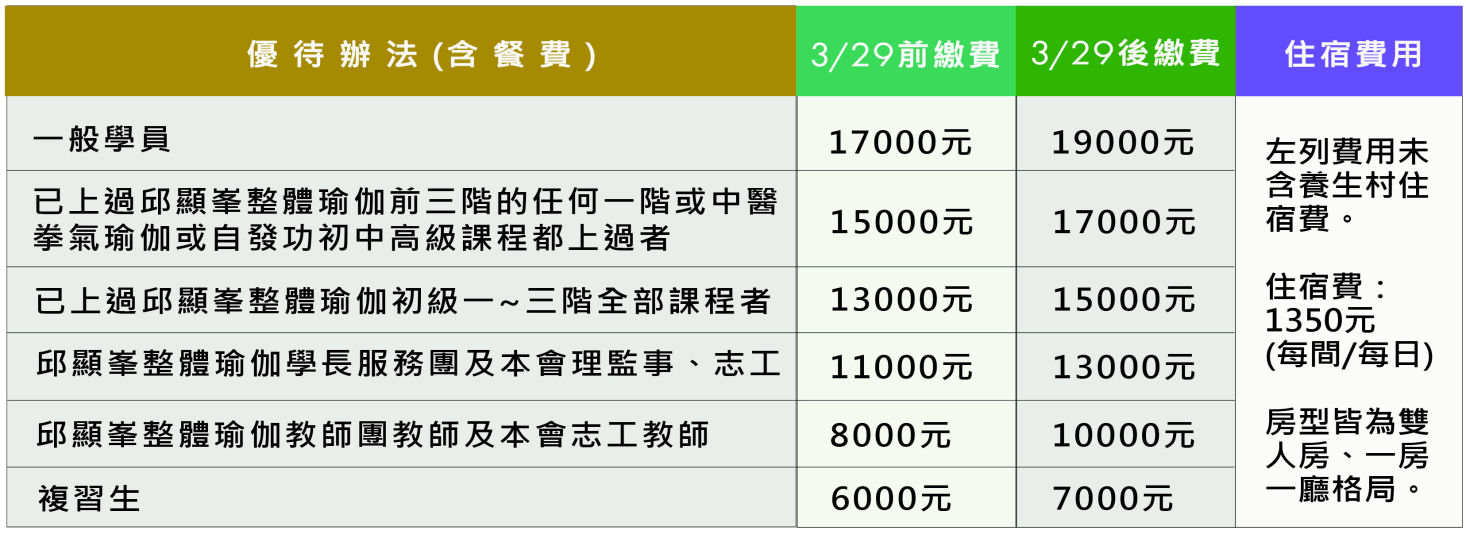 優待辦法(含餐費) 3/29前繳費 3/29後繳費 住宿費用
一般學員 17000元 19000元
已上過邱顯峯整體瑜伽前三階的任何一階或中醫
拳氣瑜伽或自發功初中高級課程都上過者 15000元 17000元
已上過邱顯峯整體瑜伽初級一~三階全部課程者 13000元 15000元
邱顯峯整體瑜伽學長服務團及本會理監事、志工 11000元 13000元
邱顯峯整體瑜伽教師團教師及本會志工教師 8000元 10000元
複習生 6000元 7000元
左列費用未
含養生村住
宿費。
住宿費：
1350元
(每間/每日)
房型皆為雙
人房、一房
一廳格局。